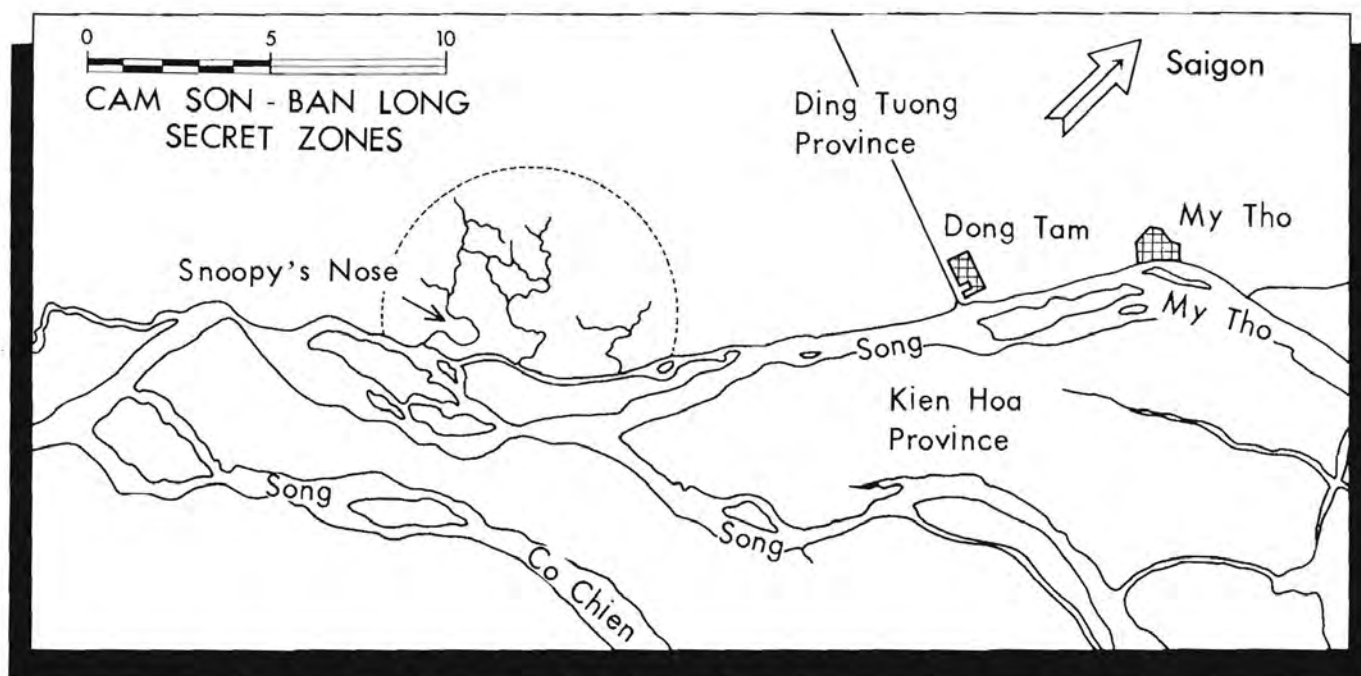 0 5 10
CAM SON - BAN LONG
SECRET ZONES
Saigon
Ding Tuong
Province
Dong Tam
My Tho
Snoopy's Nose
Song
My Tho
Kien Hoa
Province
Song
Co Chien
Song